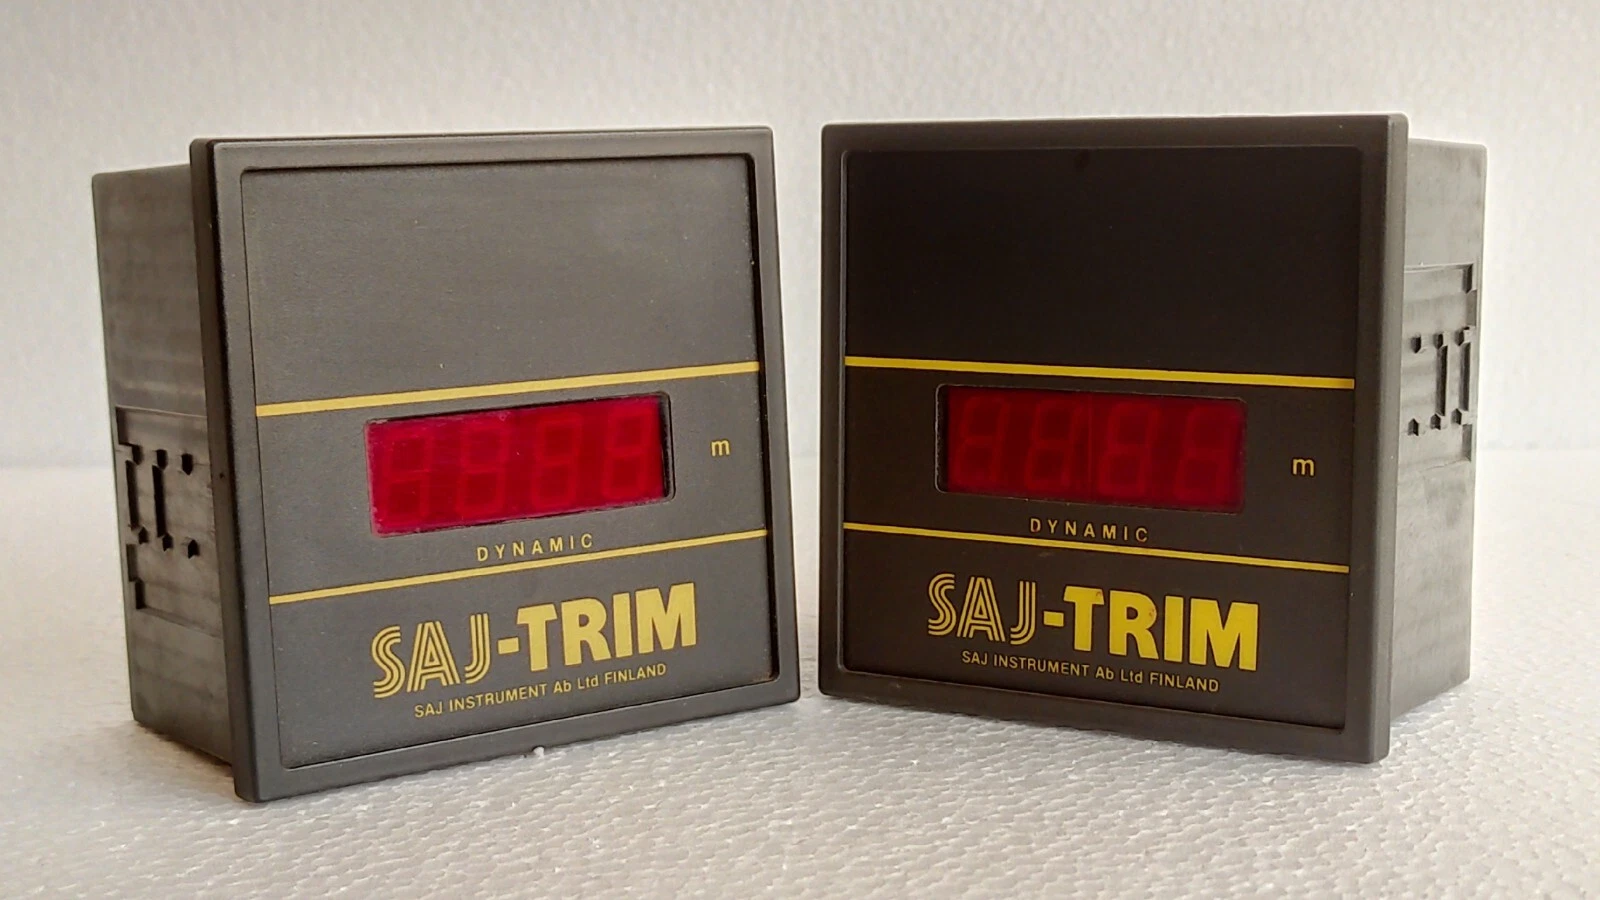 m
DYNAMIC
SAJ-TRIM
SAJ INSTRUMENT Ab Ltd FINLAND
m
DYNAMIC
SAJ-TRIM
SAJ INSTRUMENT Ab Ltd FINLAND